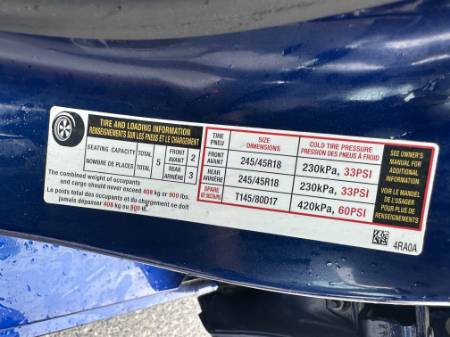 TIRE AND LOADING INFORMATION
RENSEIGNEMENTS SUR LES PNEUS ET LE CHARGEMENT
SEATING CAPACITY TOTAL 5 FRONT 2
NOMBRE DE PLACES TOTAL AVANT
REAR 3
ARRIÈRE
The combined weight of occupants
and cargo should never exceed 408 kg or 900 lbs.
Le poids total des occupants et du chargement ne doit
jamais dépasser 408 kg ou 900 lb.
TIRE SIZE COLD TIRE PRESSURE
PNEU DIMENSIONS PRESSION DES PNEUS À FROID
FRONT 245/45R18 230kPa, 33PSI
AVANT
REAR 245/45R18 230kPa, 33PSI
ARRIÈRE
SPARE T145/80D17 420kPa, 60PSI
DE SECOURS
SEE OWNER'S
MANUAL FOR
ADDITIONAL
INFORMATION
VOIR LE MANUEL
DE L'USAGER
POUR PLUS DE
RENSEIGNEMENTS
4RA0A